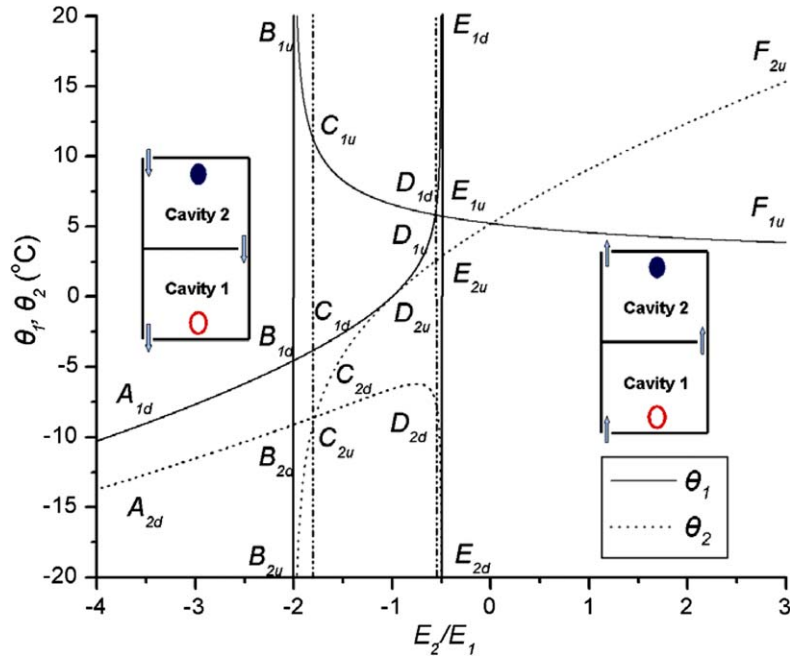 20
15
10
5
0
-5
-10
-15
-20
θ₁, θ₂ (°C)
B₁ᵤ
E₁d
F₂ᵤ
C₁ᵤ
D₁d
E₁ᵤ
F₁ᵤ
D₁ᵤ
E₂ᵤ
C₁d
D₂ᵤ
B₁d
C₂d
A₁d
D₂d
C₂ᵤ
B₂d
A₂d
B₂ᵤ
E₂d
Cavity 2
Cavity 1
Cavity 2
Cavity 1
θ₁
θ₂
-4 -3 -2 -1 0 1 2 3
E₂/E₁